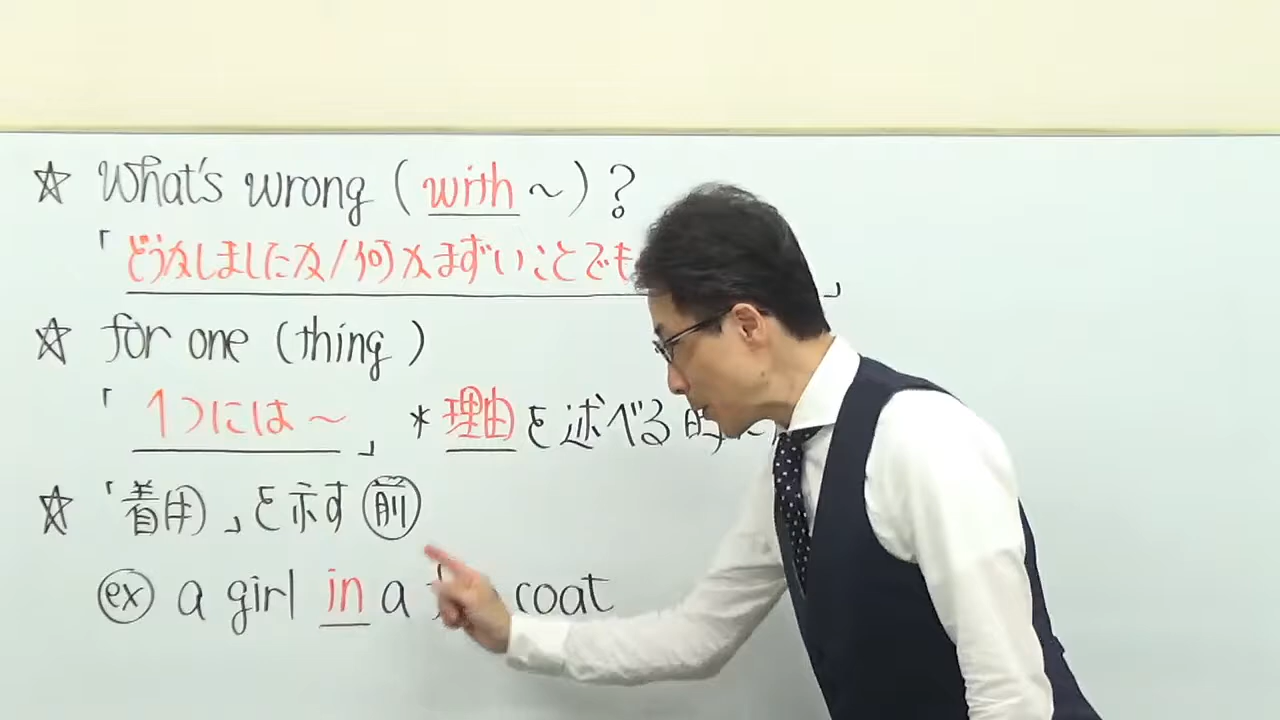 ☆ What's wrong (with ~)?
「どうかしましたか/何かまずいことでも 」
☆ for one (thing)
「1つには〜」 *理由を述べる
☆ 「着用」を示す前
ex a girl in a coat